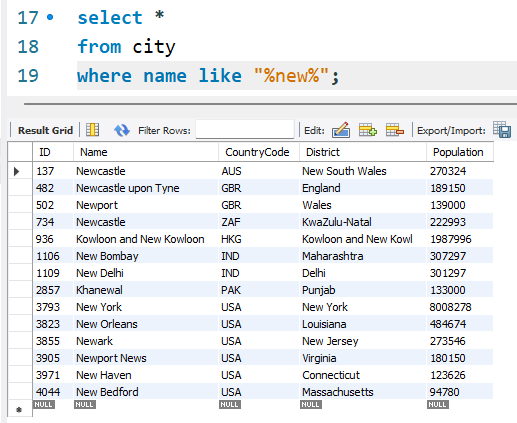 17 select *
18 from city
19 where name like "%new%";
Result Grid Filter Rows: Edit: Export/Import:
ID Name CountryCode District Population
137 Newcastle AUS New South Wales 270324
482 Newcastle upon Tyne GBR England 189150
502 Newport GBR Wales 139000
734 Newcastle ZAF KwaZulu-Natal 222993
936 Kowloon and New Kowloon HKG Kowloon and New Kowl 1987996
1106 New Bombay IND Maharashtra 307297
1109 New Delhi IND Delhi 301297
2857 Khanewal PAK Punjab 133000
3793 New York USA New York 8008278
3823 New Orleans USA Louisiana 484674
3855 Newark USA New Jersey 273546
3905 Newport News USA Virginia 180150
3971 New Haven USA Connecticut 123626
4044 New Bedford USA Massachusetts 94780
NULL NULL NULL NULL NULL